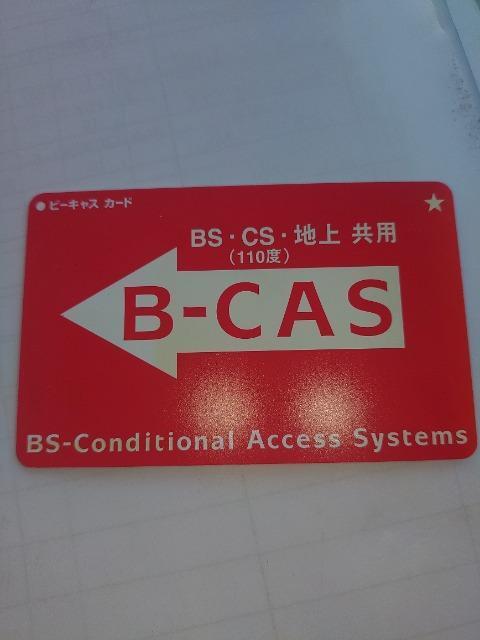 ビーキャス カード
BS・CS・地上 共用
（110度）
B-CAS
BS-Conditional Access Systems